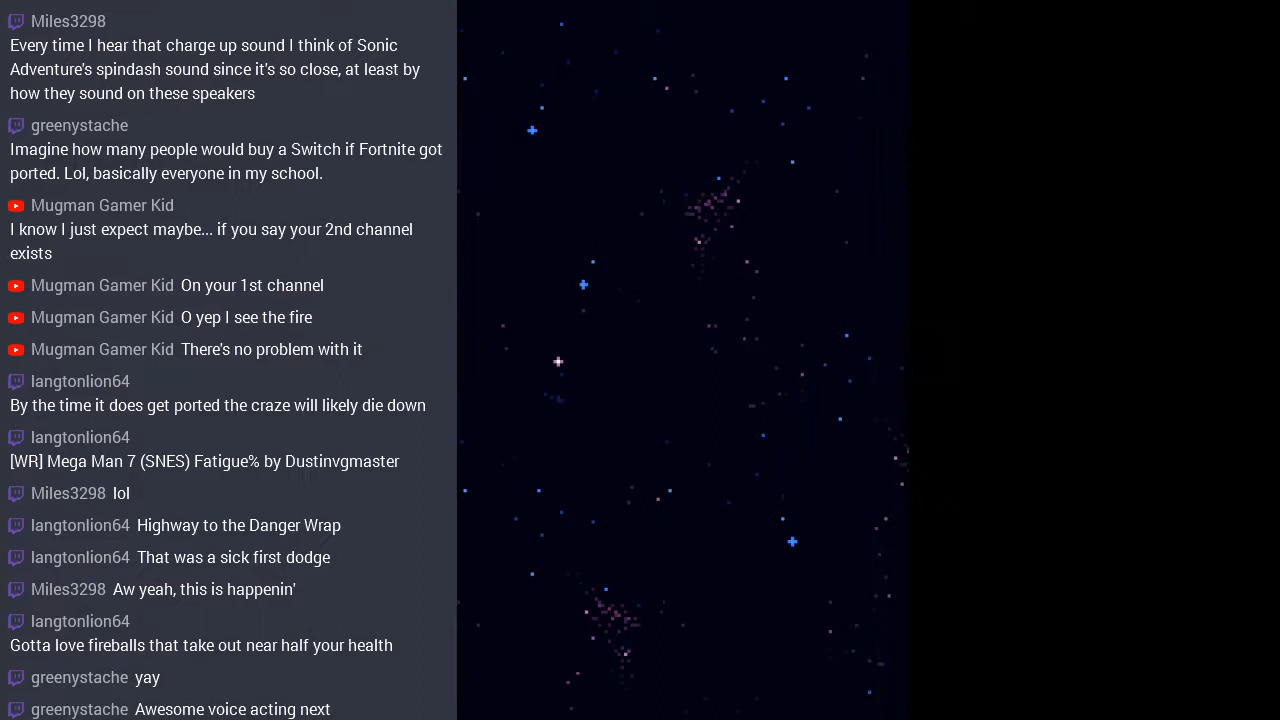 Miles3298
Every time I hear that charge up sound I think of Sonic
Adventure's spindash sound since it's so close, at least by
how they sound on these speakers
greenystache
Imagine how many people would buy a Switch if Fortnite got
ported. Lol, basically everyone in my school.
Mugman Gamer Kid
I know I just expect maybe... if you say your 2nd channel
exists
Mugman Gamer Kid On your 1st channel
Mugman Gamer Kid O yep I see the fire
Mugman Gamer Kid There's no problem with it
langtonlion64
By the time it does get ported the craze will likely die down
langtonlion64
[WR] Mega Man 7 (SNES) Fatigue% by Dustinvgmaster
Miles3298 lol
langtonlion64 Highway to the Danger Wrap
langtonlion64 That was a sick first dodge
Miles3298 Aw yeah, this is happenin'
langtonlion64
Gotta love fireballs that take out near half your health
greenystache yay
greenystache Awesome voice acting next